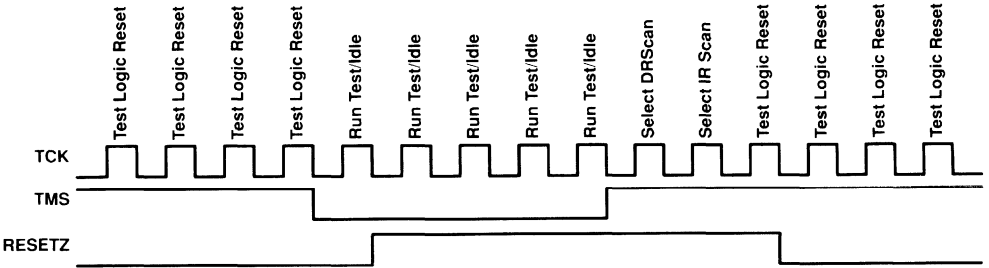 Test Logic Reset
Test Logic Reset
Test Logic Reset
Test Logic Reset
Run Test/Idle
Run Test/Idle
Run Test/Idle
Run Test/Idle
Run Test/Idle
Select DRScan
Select IR Scan
Test Logic Reset
Test Logic Reset
Test Logic Reset
Test Logic Reset
TCK
TMS
RESETZ